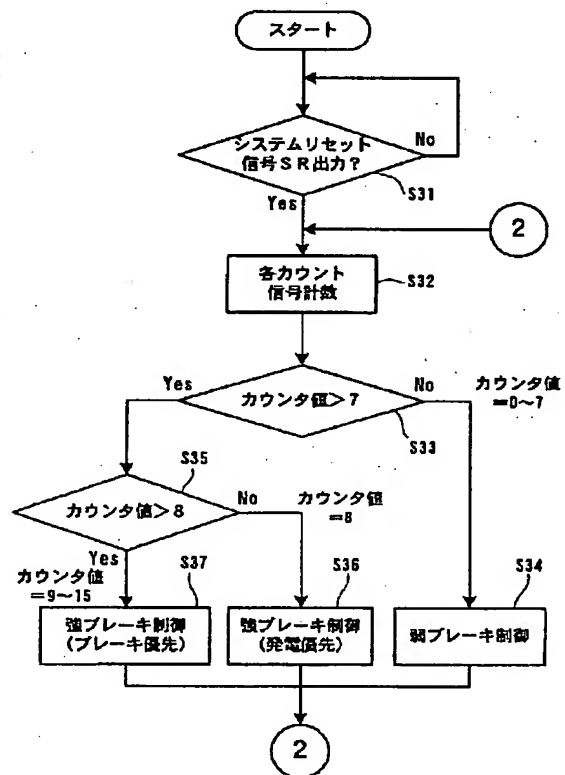 スタート
システムリセット
信号SR出力?
No
S31
Yes
2
各カウント
信号計数
S32
Yes
カウンタ値>7
No
カウンタ値
=0~7
S33
S35
カウンタ値>8
No
カウンタ値
=8
Yes
カウンタ値
=9~15
S37
S36
S34
強ブレーキ制御
(ブレーキ優先)
強ブレーキ制御
(発電優先)
弱ブレーキ制御
2